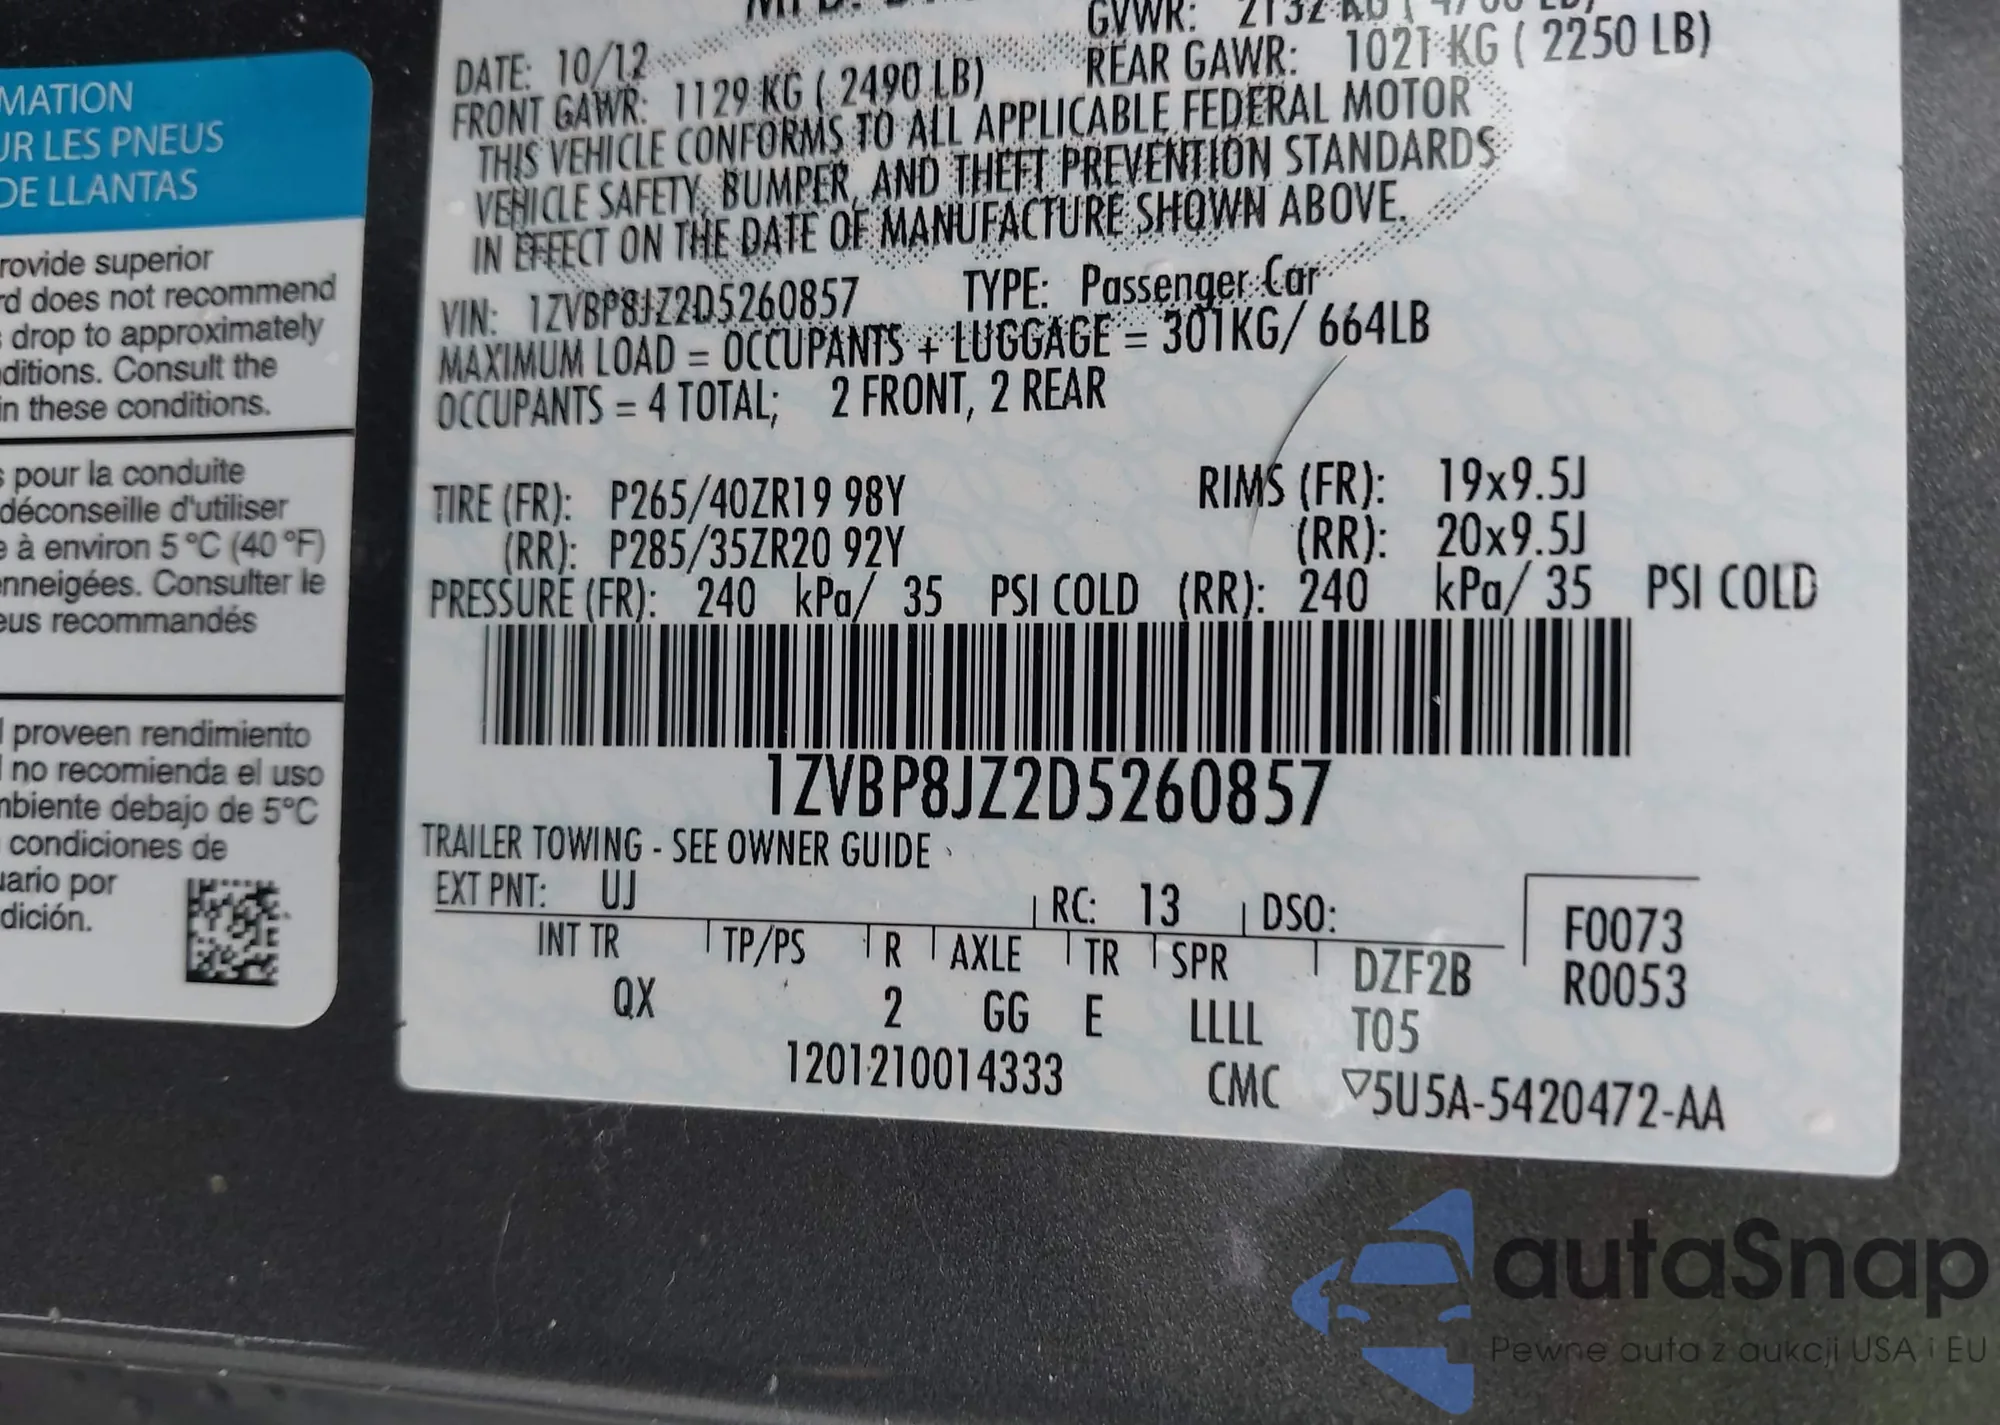 MATION
UR LES PNEUS
DE LLANTAS
rovide superior
rd does not recommend
drop to approximately
ditions. Consult the
in these conditions.
s pour la conduite
déconseille d'utiliser
e à environ 5 °C (40 °F)
enneigées. Consulter le
eus recommandés
l proveen rendimiento
l no recomienda el uso
mbiente debajo de 5°C
condiciones de
uario por
dición.
GVWR: 2132 KG
DATE: 10/12 REAR GAWR: 1021 KG ( 2250 LB)
FRONT GAWR: 1129 KG ( 2490 LB)
THIS VEHICLE CONFORMS TO ALL APPLICABLE FEDERAL MOTOR
VEHICLE SAFETY, BUMPER, AND THEFT PREVENTION STANDARDS
IN EFFECT ON THE DATE OF MANUFACTURE SHOWN ABOVE.
VIN: 1ZVBP8JZ2D5260857 TYPE: Passenger Car
MAXIMUM LOAD = OCCUPANTS + LUGGAGE = 301KG/ 664LB
OCCUPANTS = 4 TOTAL; 2 FRONT, 2 REAR
TIRE (FR): P265/40ZR19 98Y RIMS (FR): 19x9.5J
(RR): P285/35ZR20 92Y (RR): 20x9.5J
PRESSURE (FR): 240 kPa/ 35 PSI COLD (RR): 240 kPa/ 35 PSI COLD
1ZVBP8JZ2D5260857
TRAILER TOWING - SEE OWNER GUIDE
EXT PNT: UJ RC: 13 DSO: F0073
INT TR TP/PS R AXLE TR SPR DZF2B R0053
QX 2 GG E LLLL T05
1201210014333 CMC ▽5U5A-5420472-AA
autaSnap
Pewne auta z aukcji USA i EU